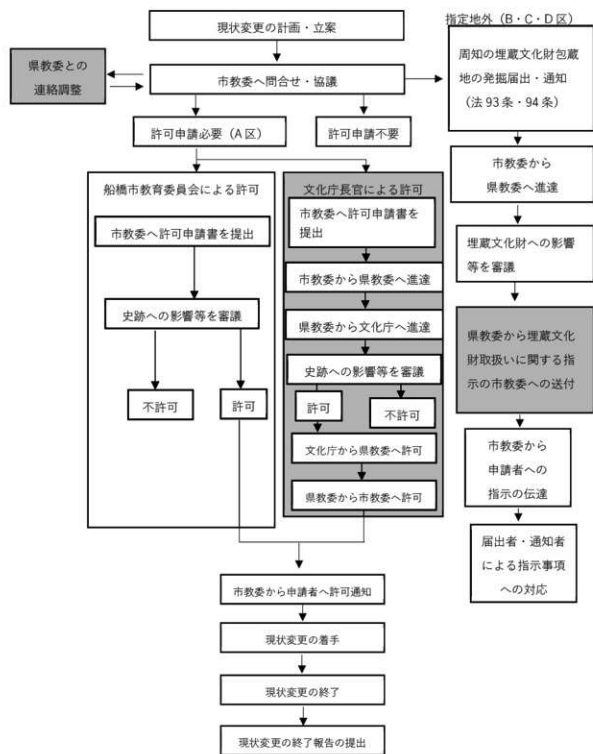 現状変更の計画・立案
県教委との
連絡調整
市教委へ問合せ・協議
許可申請必要（A区）
許可申請不要
船橋市教育委員会による許可
市教委へ許可申請書を提出
史跡への影響等を審議
不許可
許可
文化庁長官による許可
市教委へ許可申請書を
提出
市教委から県教委へ進達
県教委から文化庁へ進達
史跡への影響等を審議
許可
不許可
文化庁から県教委へ許可
県教委から市教委へ許可
市教委から申請者へ許可通知
現状変更の着手
現状変更の終了
現状変更の終了報告の提出
指定地外（B・C・D区）
周知の埋蔵文化財包蔵
地の発掘届出・通知
（法93条・94条）
市教委から
県教委へ進達
埋蔵文化財への影響
等を審議
県教委から埋蔵文化
財取扱いに関する指
示の市教委への送付
市教委から
申請者への
指示の伝達
届出者・通知者
による指示事項
への対応